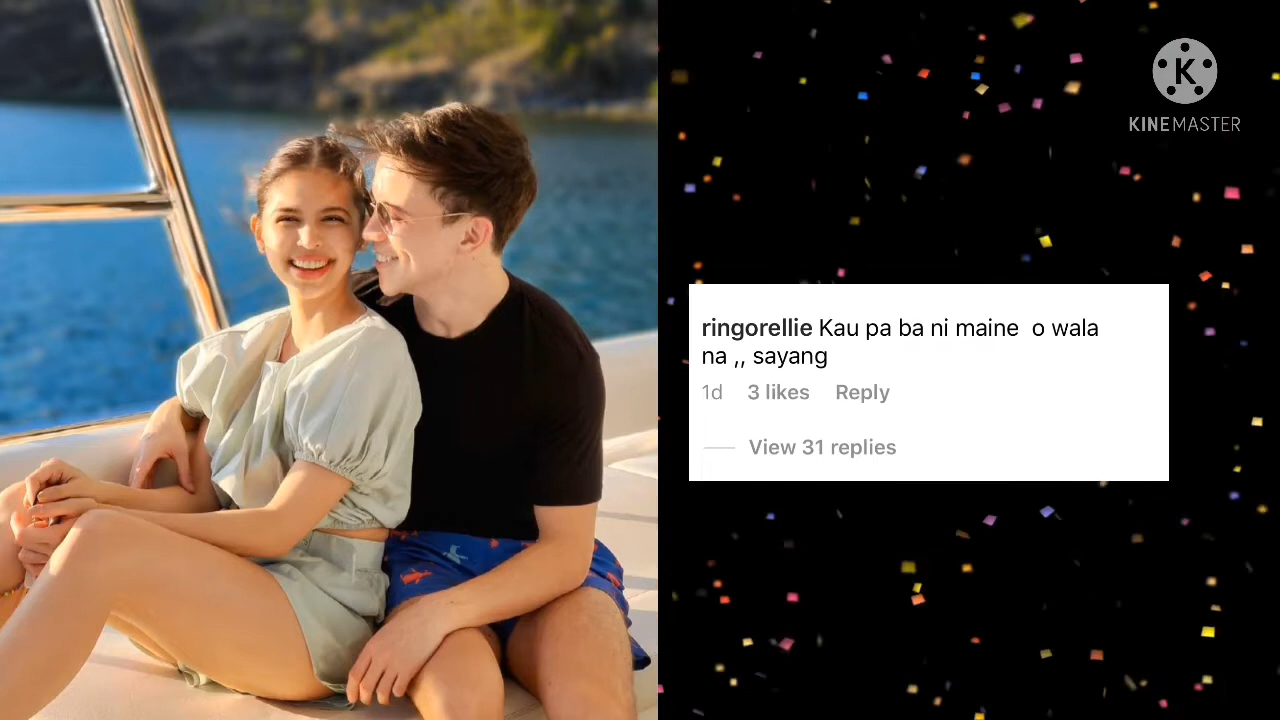 K
KINEMASTER
ringorellie Kau pa ba ni maine o wala
na ,, sayang
1d 3 likes Reply
View 31 replies